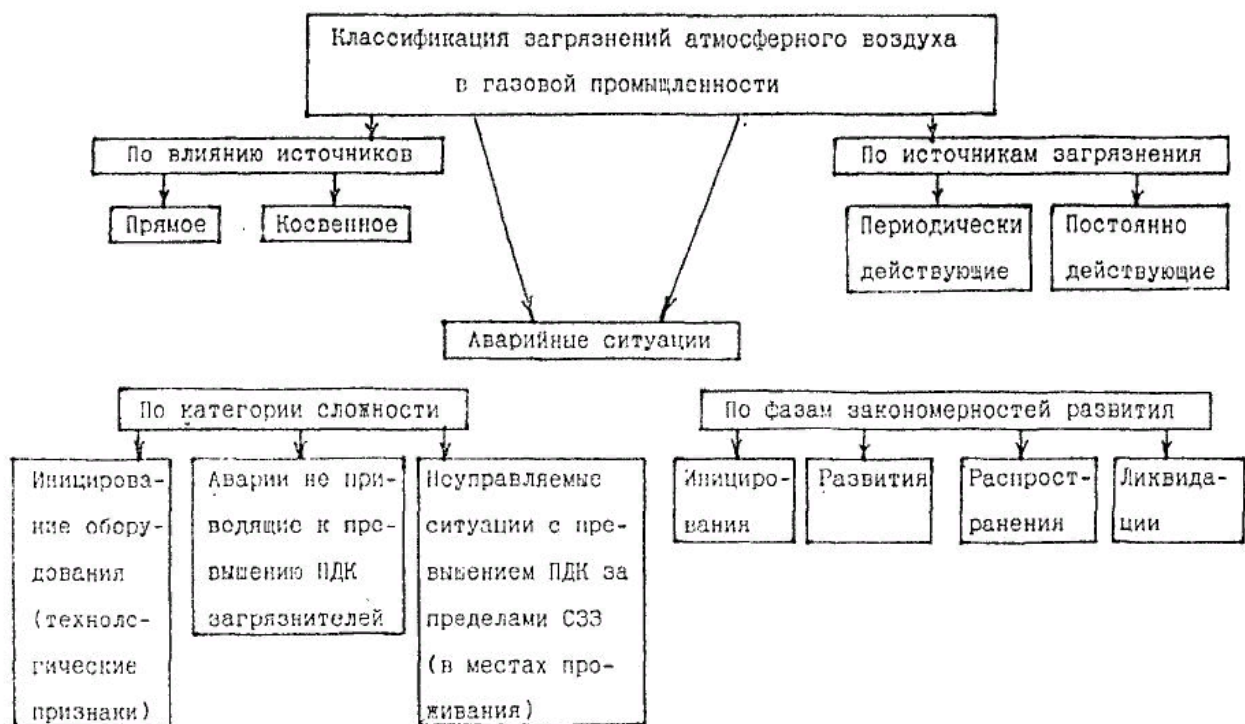 Классификация загрязнений атмосферного воздуха
в газовой промыщленности
По влиянию источников
По источникам загрязнения
Прямое
Косвенное
Периодически
действующие
Постоянно
действующие
Аварийные ситуации
По категории сложности
По фазам закономерностей развития
Иницирова-
ние обору-
дования
(техноло-
гические
признаки)
Аварии не при-
водящие к пре-
вышению ПДК
загрязнителей
Неуправляемые
ситуации с пре-
вышением ПДК за
пределами СЗЗ
(в местах про-
живания)
Иниципро-
вания
Развития
Распрост-
ранения
Ликвида-
ции